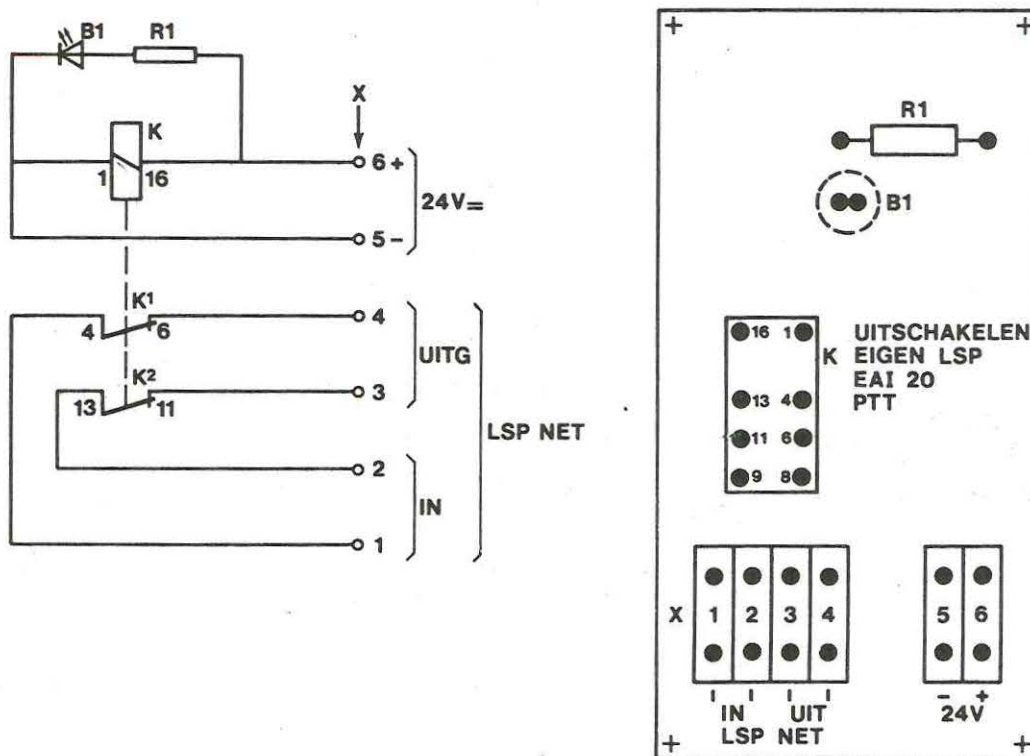 B1 R1
X
K
1 16
6 +
24V=
5 -
K1
4 6
4
UITG
K2
13 11
3
LSP NET
2
IN
1
R1
B1
16 1
K
13 4
11 6
9 8
UITSCHAKELEN
EIGEN LSP
EAI 20
PTT
X 1 2 3 4
5 6
IN UIT
LSP NET
- +
24V